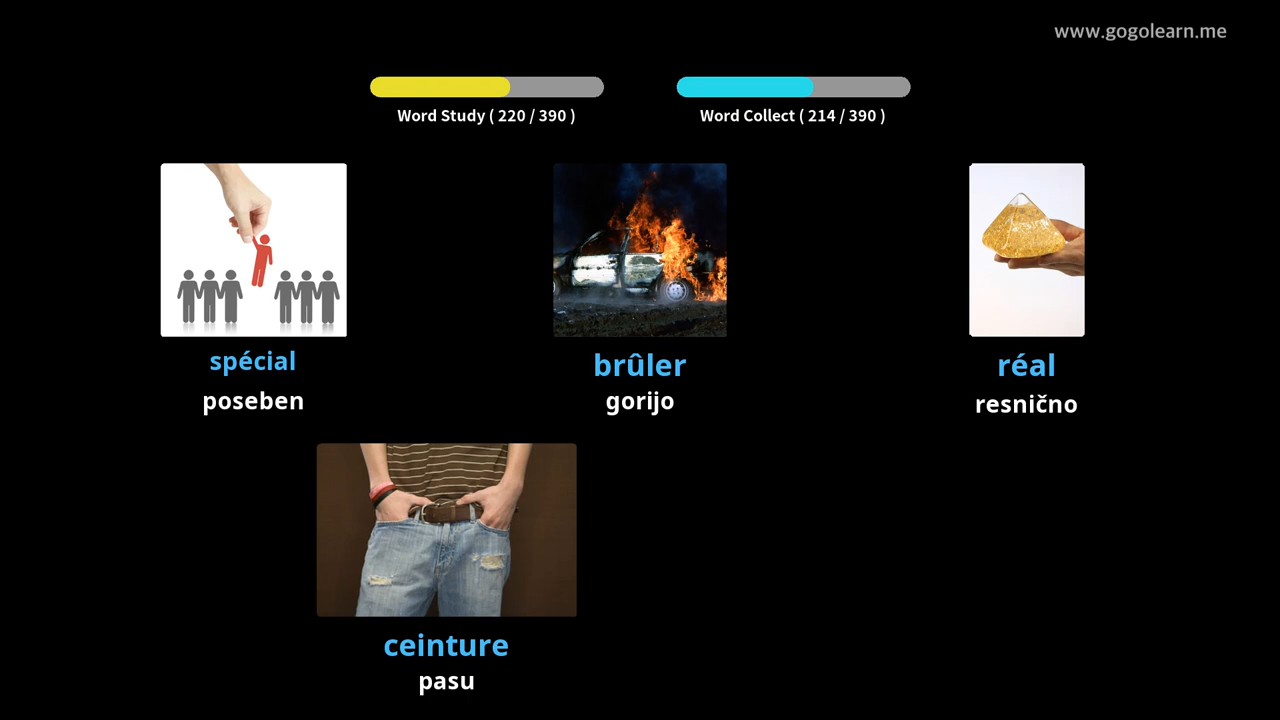 www.gogolearn.me
Word Study ( 220 / 390 )
Word Collect ( 214 / 390 )
spécial
poseben
brûler
gorijo
réal
resnično
ceinture
pasu